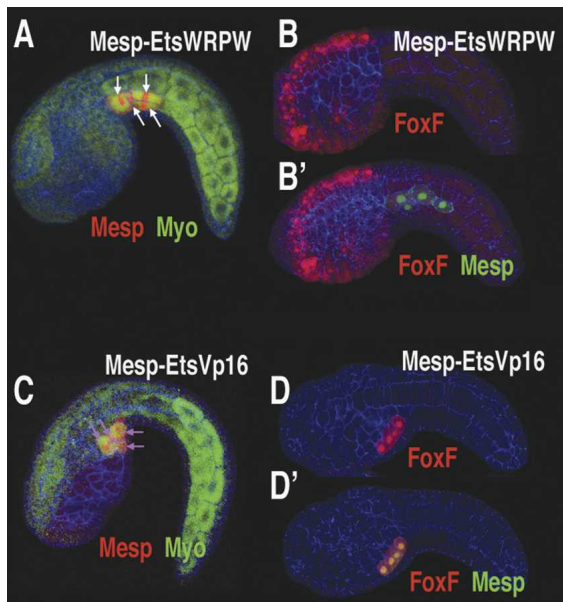 A
Mesp-EtsWRPW
Mesp Myo
B
Mesp-EtsWRPW
FoxF
B'
FoxF Mesp
C
Mesp-EtsVp16
Mesp Myo
D
Mesp-EtsVp16
FoxF
D'
FoxF Mesp